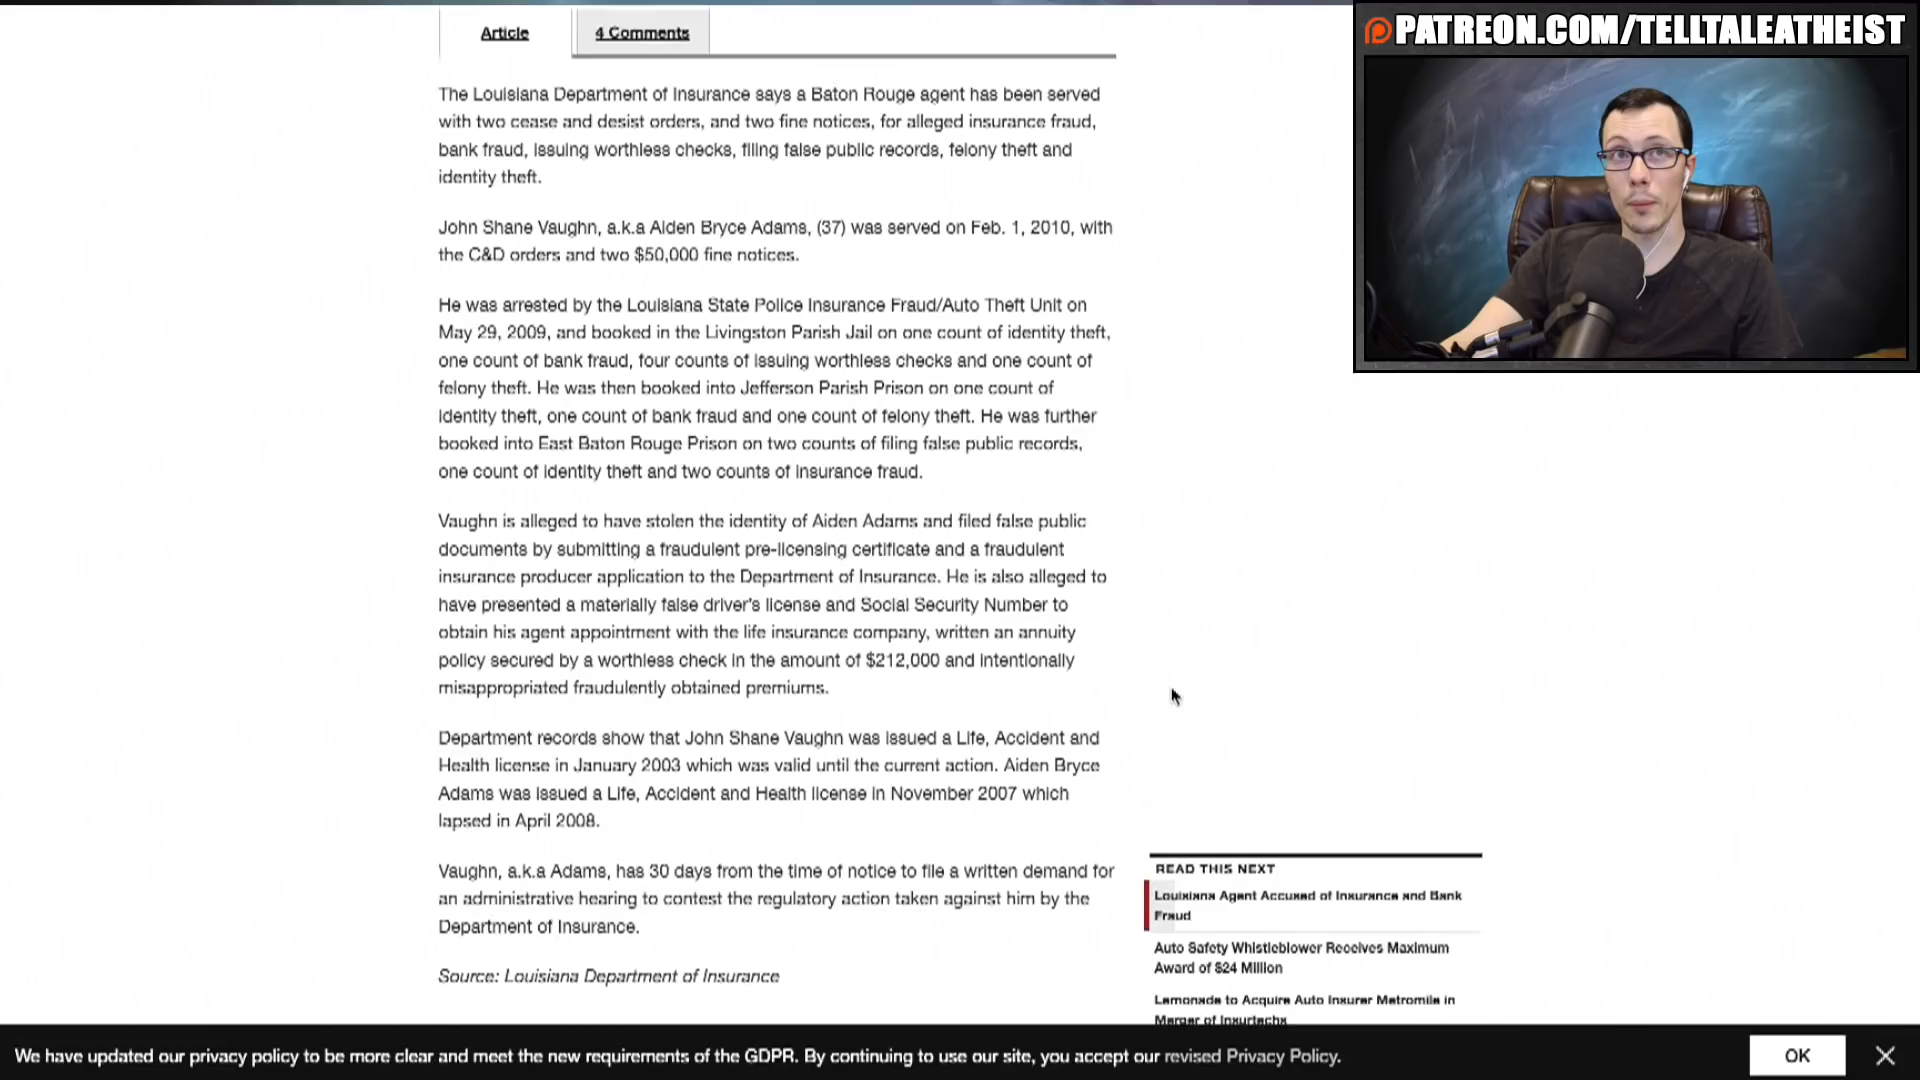 Article
4 Comments
PATREON.COM/TELLTALEATHEIST
The Louisiana Department of Insurance says a Baton Rouge agent has been served
with two cease and desist orders, and two fine notices, for alleged insurance fraud,
bank fraud, issuing worthless checks, filing false public records, felony theft and
identity theft.
John Shane Vaughn, a.k.a Aiden Bryce Adams, (37) was served on Feb. 1, 2010, with
the C&D orders and two $50,000 fine notices.
He was arrested by the Louisiana State Police Insurance Fraud/Auto Theft Unit on
May 29, 2009, and booked in the Livingston Parish Jail on one count of identity theft,
one count of bank fraud, four counts of issuing worthless checks and one count of
felony theft. He was then booked into Jefferson Parish Prison on one count of
identity theft, one count of bank fraud and one count of felony theft. He was further
booked into East Baton Rouge Prison on two counts of filing false public records,
one count of identity theft and two counts of insurance fraud.
Vaughn is alleged to have stolen the identity of Aiden Adams and filed false public
documents by submitting a fraudulent pre-licensing certificate and a fraudulent
insurance producer application to the Department of Insurance. He is also alleged to
have presented a materially false driver's license and Social Security Number to
obtain his agent appointment with the life insurance company, written an annuity
policy secured by a worthless check in the amount of $212,000 and intentionally
misappropriated fraudulently obtained premiums.
Department records show that John Shane Vaughn was issued a Life, Accident and
Health license in January 2003 which was valid until the current action. Aiden Bryce
Adams was issued a Life, Accident and Health license in November 2007 which
lapsed in April 2008.
Vaughn, a.k.a Adams, has 30 days from the time of notice to file a written demand for
an administrative hearing to contest the regulatory action taken against him by the
Department of Insurance.
Source: Louisiana Department of Insurance
READ THIS NEXT
Louisiana Agent Accused of Insurance and Bank
Fraud
Auto Safety Whistleblower Receives Maximum
Award of $24 Million
Lemonade to Acquire Auto Insurer Metromile in
Merger of Insurtechs
We have updated our privacy policy to be more clear and meet the new requirements of the GDPR. By continuing to use our site, you accept our revised Privacy Policy.
OK